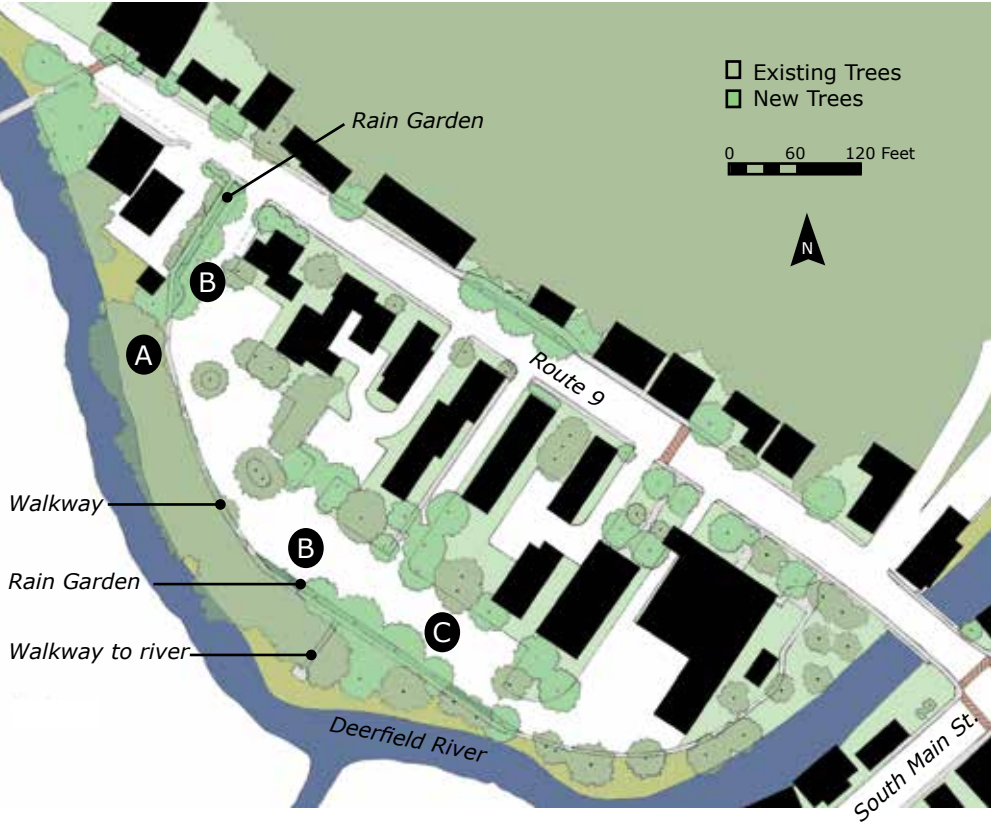 Existing Trees
New Trees
Rain Garden
0 60 120 Feet
N
B
A
Route 9
Walkway
B
Rain Garden
C
Walkway to river
Deerfield River
South Main St.